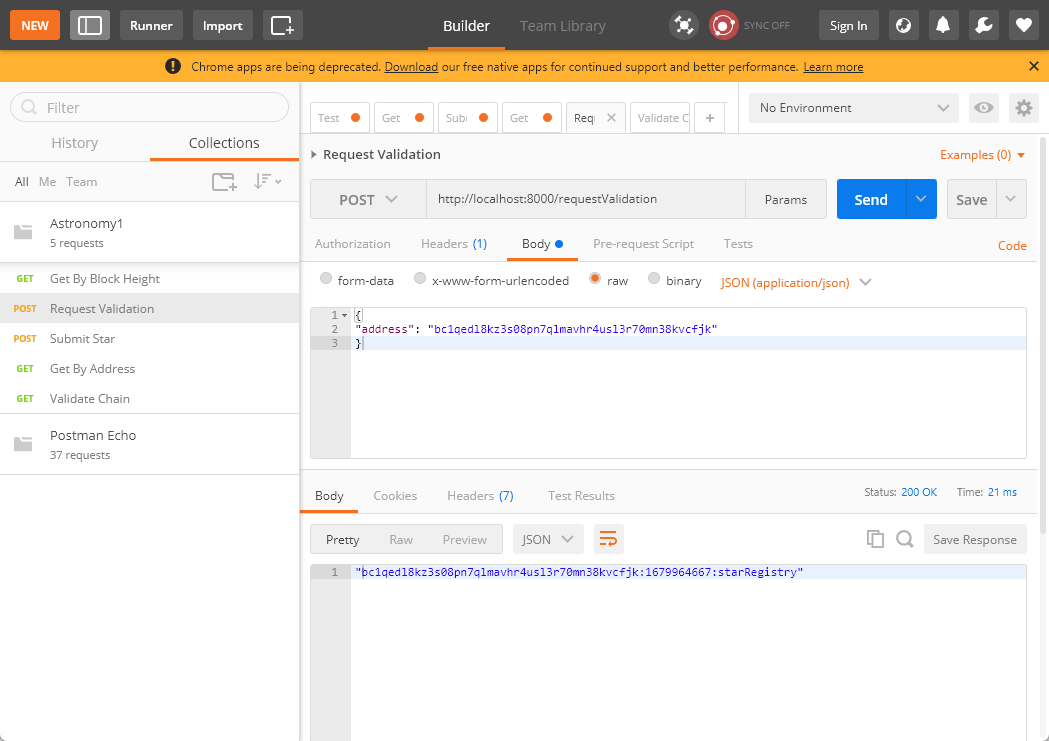 NEW Runner Import Builder Team Library SYNC OFF Sign In
Chrome apps are being deprecated. Download our free native apps for continued support and better performance. Learn more
Filter
History Collections
All Me Team
Astronomy1
5 requests
GET Get By Block Height
POST Request Validation
POST Submit Star
GET Get By Address
GET Validate Chain
Postman Echo
37 requests
Test Get Sub Get Req Validate C +
No Environment
Request Validation Examples (0)
POST http://localhost:8000/requestValidation Params Send Save
Authorization Headers (1) Body Pre-request Script Tests Code
form-data x-www-form-urlencoded raw binary JSON (application/json)
1 {
2 "address": "bc1qedl8kz3s08pn7qlmavhr4usl3r70mn38kvcfjk"
3 }
Body Cookies Headers (7) Test Results Status: 200 OK Time: 21 ms
Pretty Raw Preview JSON Save Response
1 "bc1qedl8kz3s08pn7qlmavhr4usl3r70mn38kvcfjk:1679964667:starRegistry"